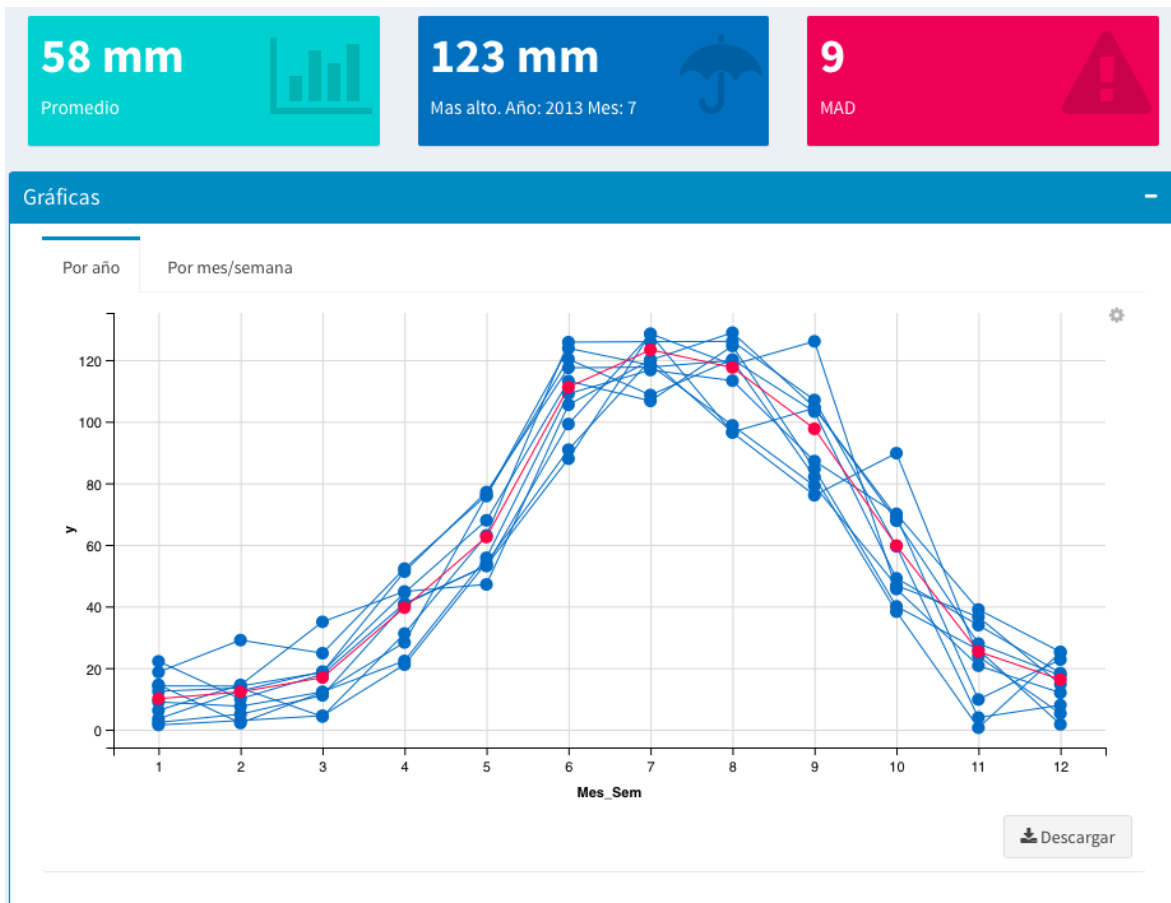 58 mm
Promedio
123 mm
Mas alto. Año: 2013 Mes: 7
9
MAD
Gráficas
Por año
Por mes/semana
120
100
80
60
40
20
0
y
1 2 3 4 5 6 7 8 9 10 11 12
Mes_Sem
Descargar